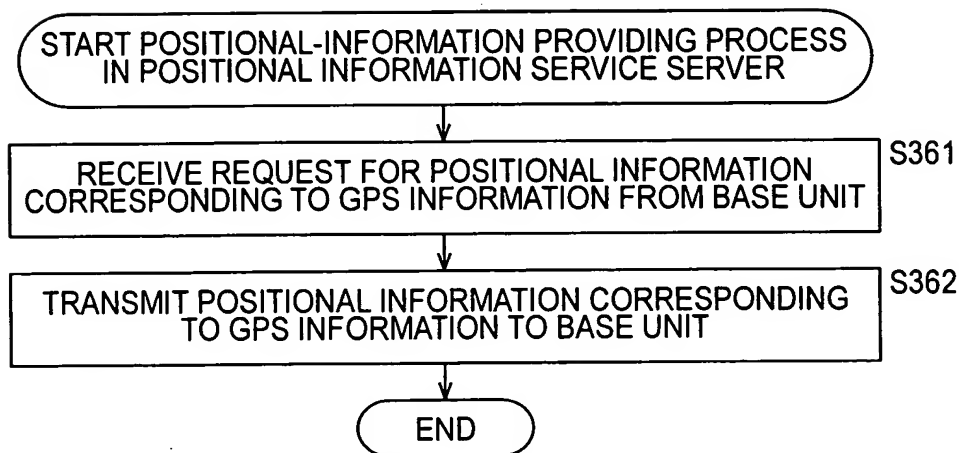 START POSITIONAL-INFORMATION PROVIDING PROCESS
IN POSITIONAL INFORMATION SERVICE SERVER
S361
RECEIVE REQUEST FOR POSITIONAL INFORMATION
CORRESPONDING TO GPS INFORMATION FROM BASE UNIT
S362
TRANSMIT POSITIONAL INFORMATION CORRESPONDING
TO GPS INFORMATION TO BASE UNIT
END